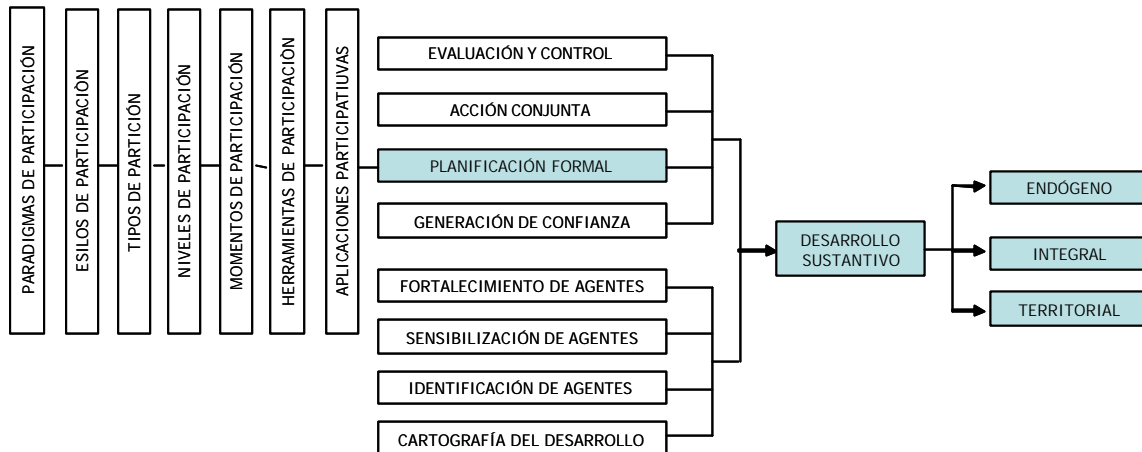 PARADIGMAS DE PARTICIPACIÓN
ESILOS DE PARTICIPACIÒN
TIPOS DE PARTICIÓN
NIVELES DE PARTICIPACIÓN
MOMENTOS DE PARTICIPACIÓN
HERRAMIENTAS DE PARTICIPACIÓN
APLICACIONES PARTICIPATIUVAS
EVALUACIÓN Y CONTROL
ACCIÓN CONJUNTA
PLANIFICACIÓN FORMAL
GENERACIÓN DE CONFIANZA
FORTALECIMIENTO DE AGENTES
SENSIBILIZACIÓN DE AGENTES
IDENTIFICACIÓN DE AGENTES
CARTOGRAFÍA DEL DESARROLLO
DESARROLLO
SUSTANTIVO
ENDÓGENO
INTEGRAL
TERRITORIAL